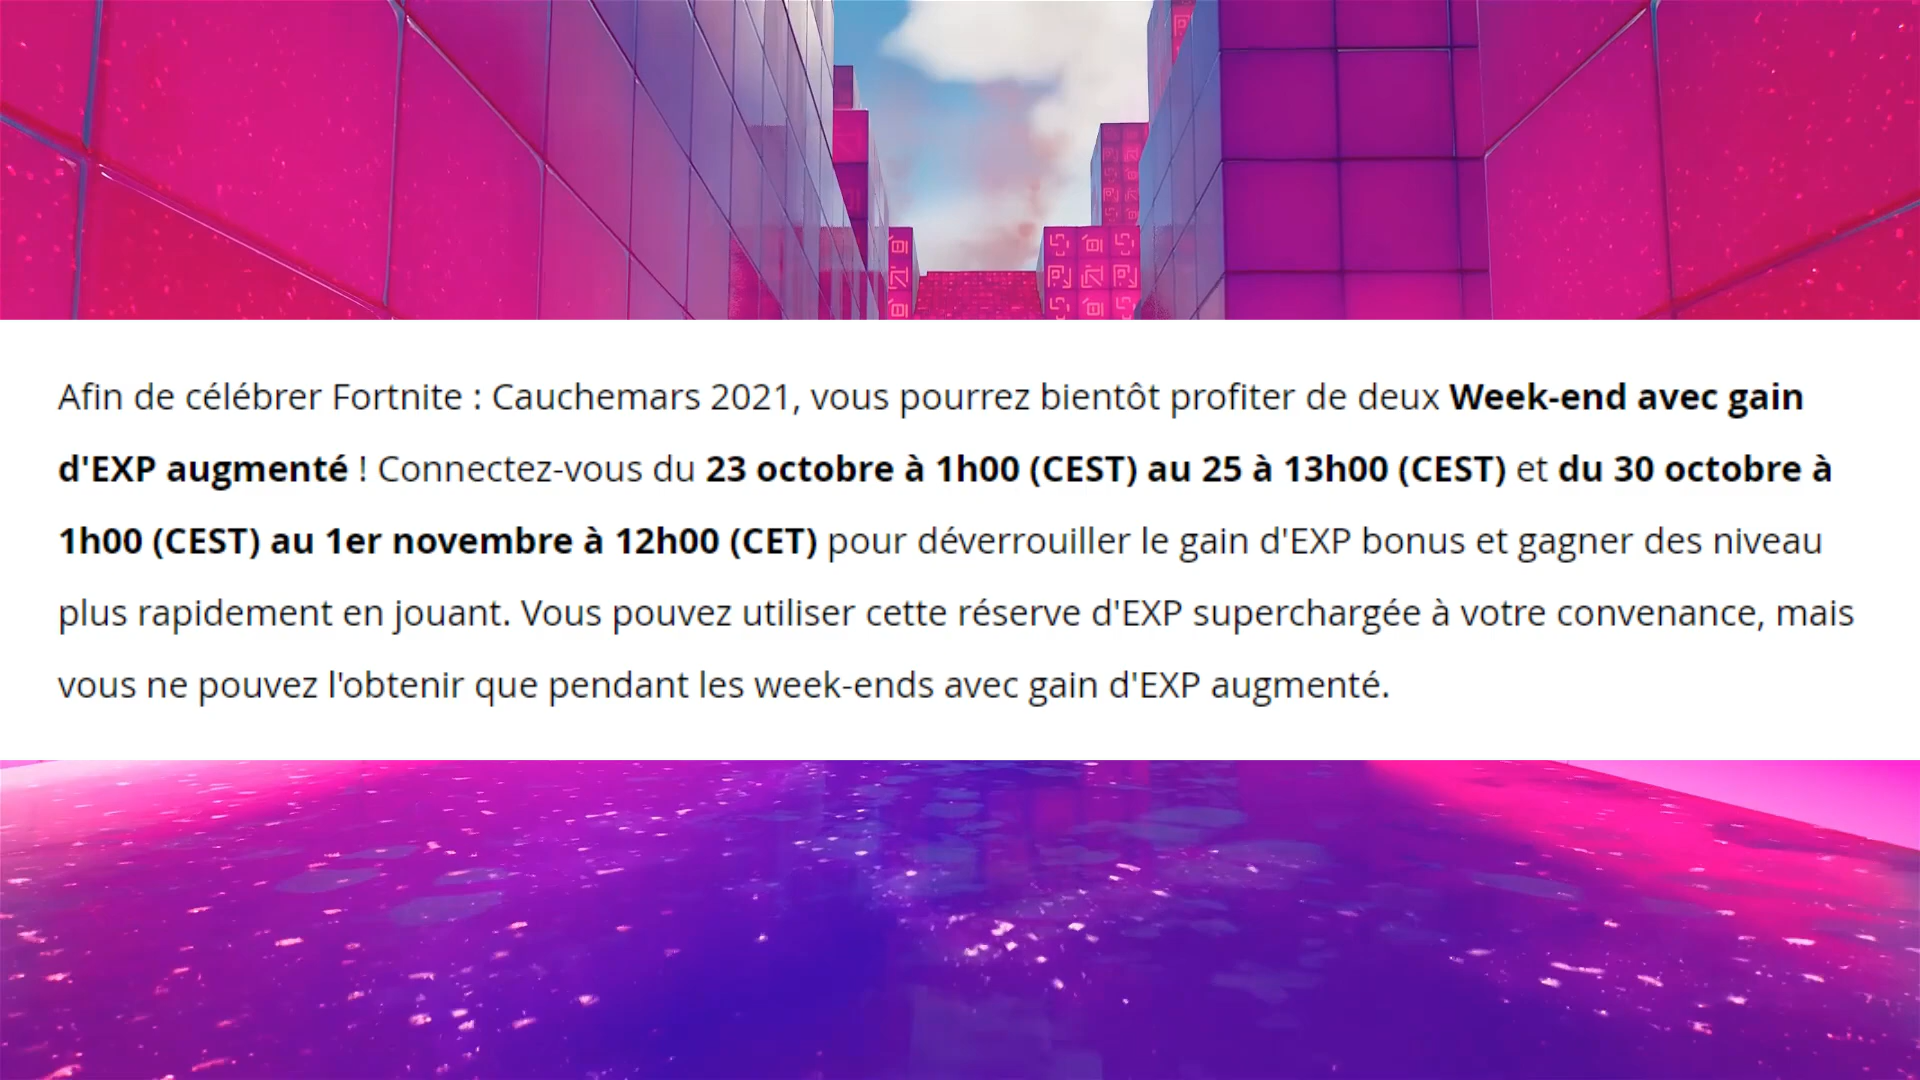 Afin de célébrer Fortnite : Cauchemars 2021, vous pourrez bientôt profiter de deux Week-end avec gain
d'EXP augmenté ! Connectez-vous du 23 octobre à 1h00 (CEST) au 25 à 13h00 (CEST) et du 30 octobre à
1h00 (CEST) au 1er novembre à 12h00 (CET) pour déverrouiller le gain d'EXP bonus et gagner des niveau
plus rapidement en jouant. Vous pouvez utiliser cette réserve d'EXP superchargée à votre convenance, mais
vous ne pouvez l'obtenir que pendant les week-ends avec gain d'EXP augmenté.